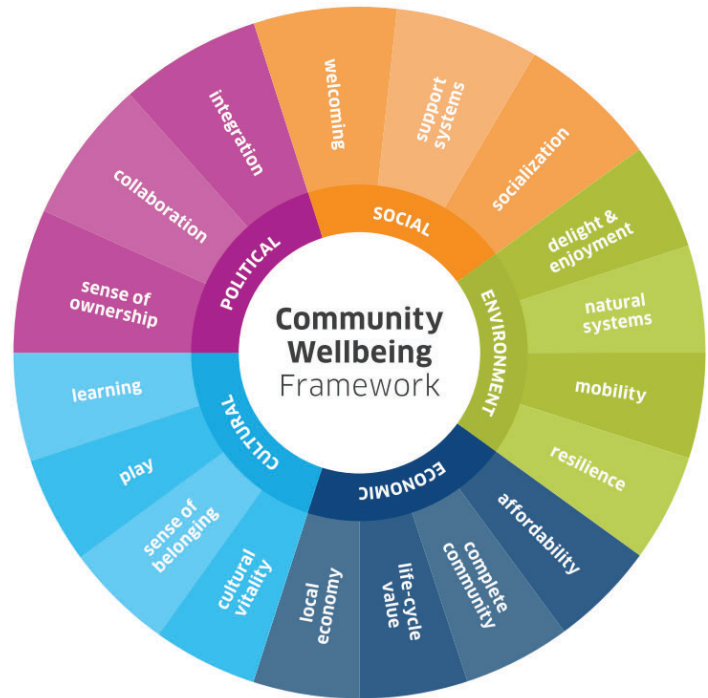 Community
Wellbeing
Framework
SOCIAL
welcoming
support
systems
socialization
ENVIRONMENT
delight &
enjoyment
natural
systems
mobility
resilience
ECONOMIC
affordability
complete
community
life-cycle
value
local
economy
CULTURAL
cultural
vitality
sense of
belonging
play
learning
POLITICAL
sense of
ownership
collaboration
integration